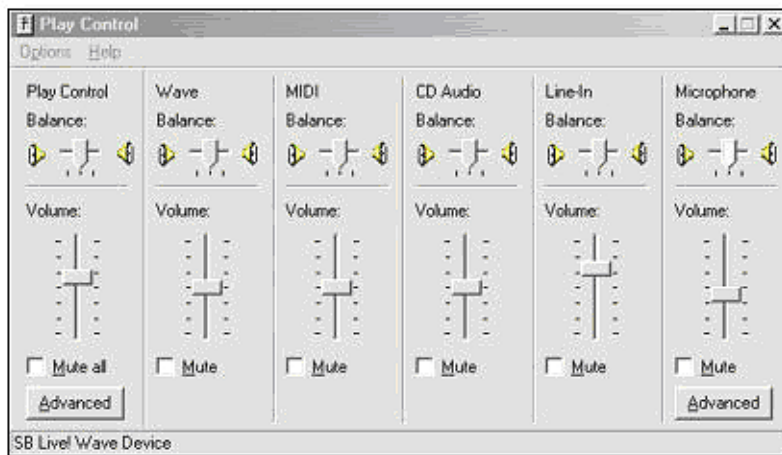 Play Control
Options Help
Play Control Wave MIDI CD Audio Line-In Microphone
Balance: Balance: Balance: Balance: Balance: Balance:
Volume: Volume: Volume: Volume: Volume: Volume:
Mute all Mute Mute Mute Mute Mute
Advanced Advanced
SB Live! Wave Device